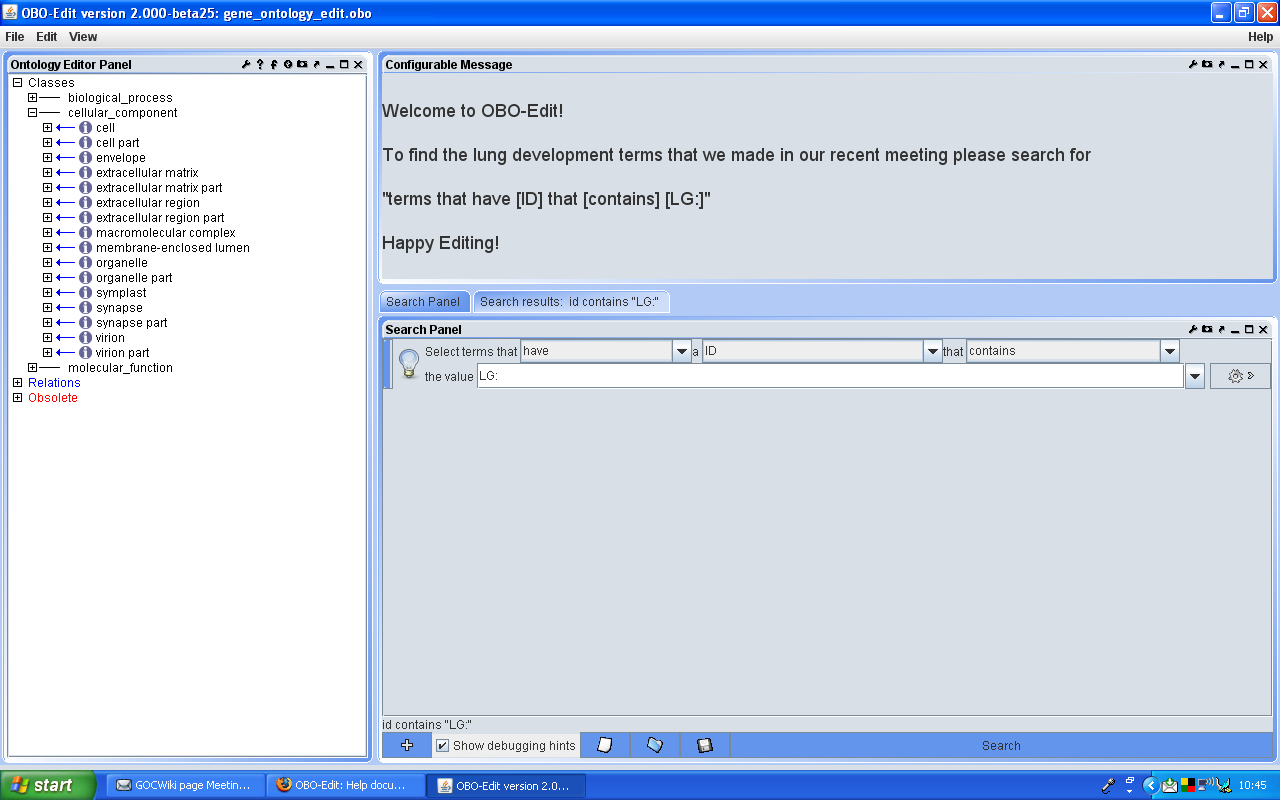 OBO-Edit version 2.000-beta25: gene_ontology_edit.obo
File Edit View Help
Ontology Editor Panel
Classes
biological_process
cellular_component
cell
cell part
envelope
extracellular matrix
extracellular matrix part
extracellular region
extracellular region part
macromolecular complex
membrane-enclosed lumen
organelle
organelle part
symplast
synapse
synapse part
virion
virion part
molecular_function
Relations
Obsolete
Configurable Message
Welcome to OBO-Edit!
To find the lung development terms that we made in our recent meeting please search for
"terms that have [ID] that [contains] [LG:]"
Happy Editing!
Search Panel Search results: id contains "LG:"
Search Panel
Select terms that have a ID that contains
the value LG:
id contains "LG:"
Show debugging hints Search
start GOCWiki page Meetin... OBO-Edit: Help docu... OBO-Edit version 2.0... 10:45